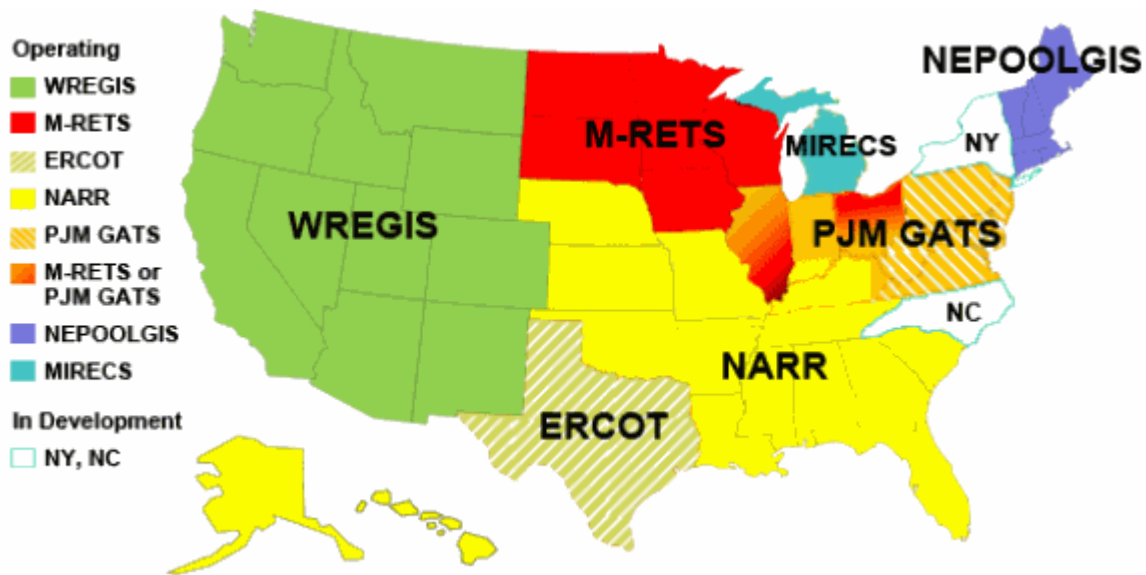 Operating
WREGIS
M-RETS
ERCOT
NARR
PJM GATS
M-RETS or
PJM GATS
NEPOOLGIS
MIRECS
In Development
NY, NC
NEPOOLGIS
M-RETS
MIRECS
NY
WREGIS
PJM GATS
NC
NARR
ERCOT